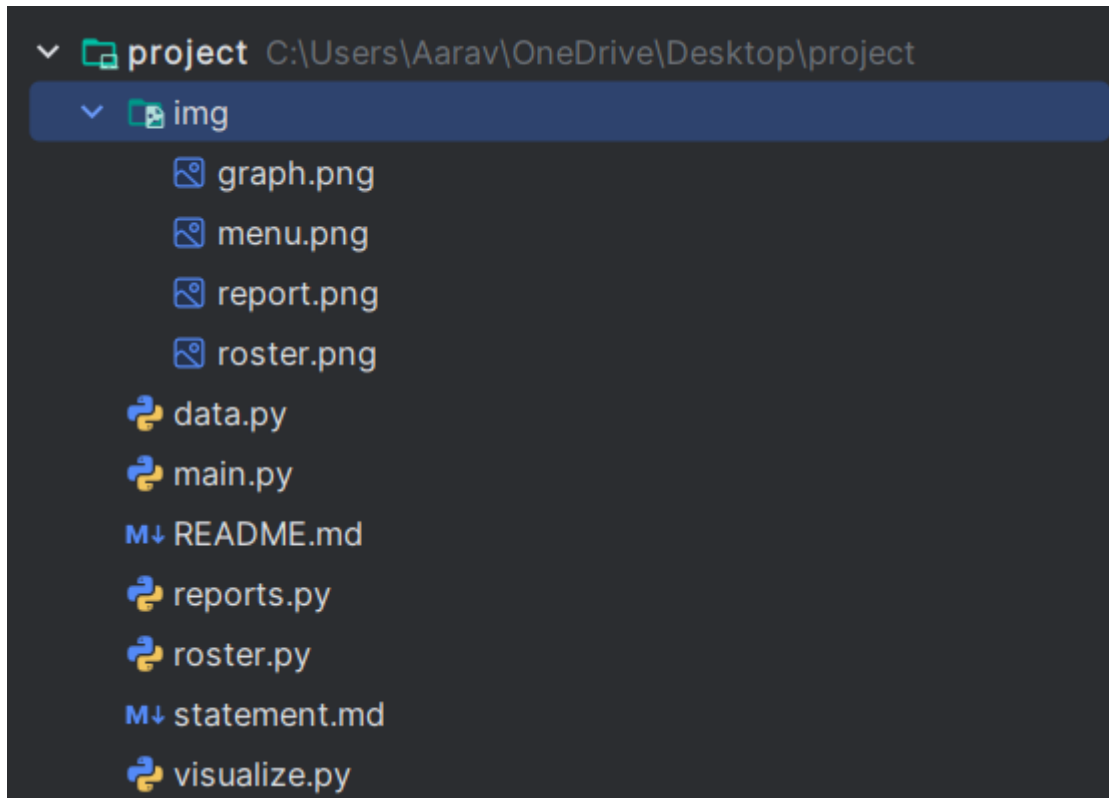 project C:\Users\Aarav\OneDrive\Desktop\project
img
graph.png
menu.png
report.png
roster.png
data.py
main.py
M↓ README.md
reports.py
roster.py
M↓ statement.md
visualize.py